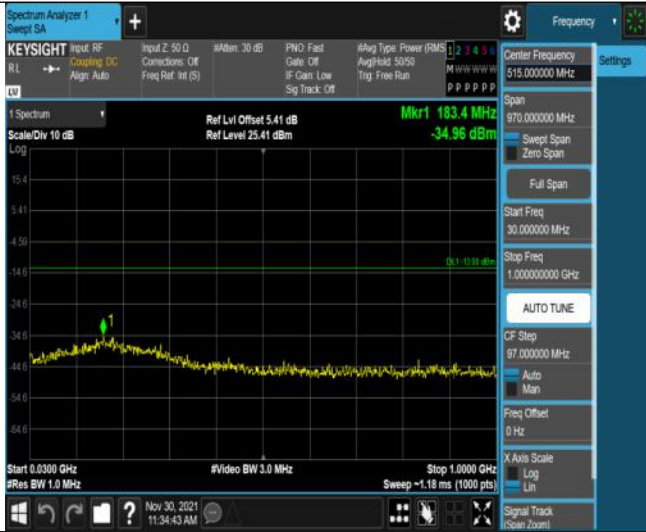 Spectrum Analyzer 1
Swept SA
+
Frequency
KEYSIGHT Input: RF
RL
Coupling: DC
Align: Auto
LV
Input Z: 50 Ω
Corrections: Off
Freq Ref: Int (S)
#Atten: 30 dB
PNO: Fast
Gate: Off
IF Gain: Low
Sig Track: Off
#Avg Type: Power (RMS
Avg|Hold: 50/50
Trig: Free Run
1 2 3 4 5 6
M W W W W W
P P P P P P
Center Frequency
515.000000 MHz
Settings
Span
970.000000 MHz
Swept Span
Zero Span
Full Span
Start Freq
30.000000 MHz
Stop Freq
1.000000000 GHz
AUTO TUNE
CF Step
97.000000 MHz
Auto
Man
Freq Offset
0 Hz
X Axis Scale
Log
Lin
Signal Track
(Span Zoom)
1 Spectrum
Scale/Div 10 dB
Log
Ref Lvl Offset 5.41 dB
Ref Level 25.41 dBm
Mkr1 183.4 MHz
-34.96 dBm
15.4
5.41
-4.59
DL1 -13.00 dBm
-14.6
-24.6
1
-34.6
-44.6
-54.6
-64.6
Start 0.0300 GHz
#Res BW 1.0 MHz
#Video BW 3.0 MHz
Stop 1.0000 GHz
Sweep ~1.18 ms (1000 pts)
?
Nov 30, 2021
11:34:43 AM